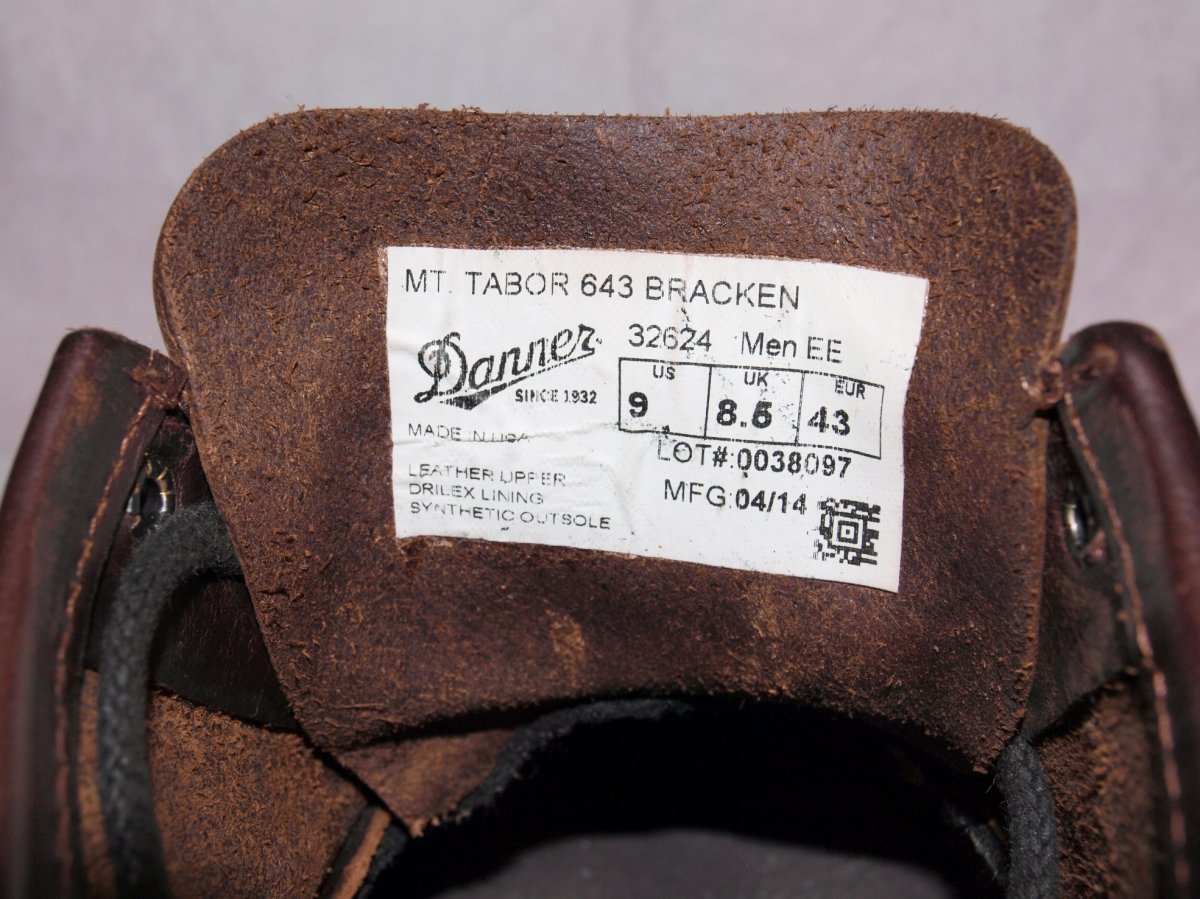 MT. TABOR 643 BRACKEN
Danner
SINCE 1932
32624 Men EE
US UK EUR
9 8.5 43
MADE IN USA
LOT#:0038097
LEATHER UPPER
DRILEX LINING
SYNTHETIC OUTSOLE
MFG:04/14